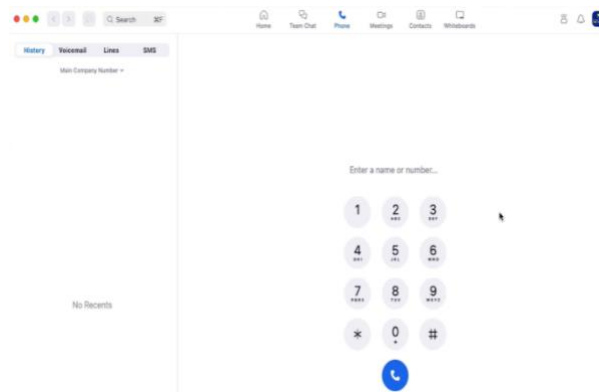 Search ⌘F
Home Team Chat Phone Meetings Contacts Whiteboards
History Voicemail Lines SMS
Main Company Number
Enter a name or number...
1 2 3
ABC DEF
4 5 6
GHI JKL MNO
7 8 9
PQRS TUV WXYZ
* 0 #
No Recents